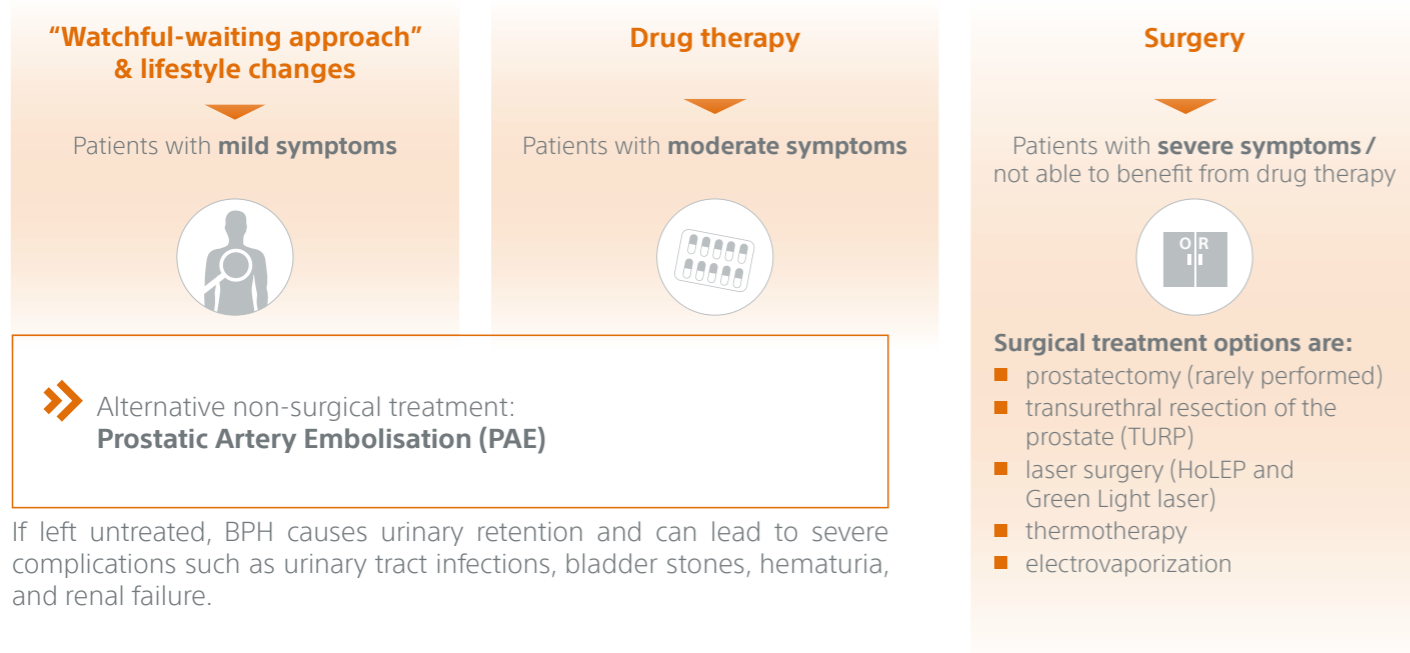 “Watchful-waiting approach”
& lifestyle changes
Patients with mild symptoms
Drug therapy
Patients with moderate symptoms
Surgery
Patients with severe symptoms /
not able to benefit from drug therapy
O R
Surgical treatment options are:
prostatectomy (rarely performed)
transurethral resection of the
prostate (TURP)
laser surgery (HoLEP and
Green Light laser)
thermotherapy
electrovaporization
Alternative non-surgical treatment:
Prostatic Artery Embolisation (PAE)
If left untreated, BPH causes urinary retention and can lead to severe
complications such as urinary tract infections, bladder stones, hematuria,
and renal failure.